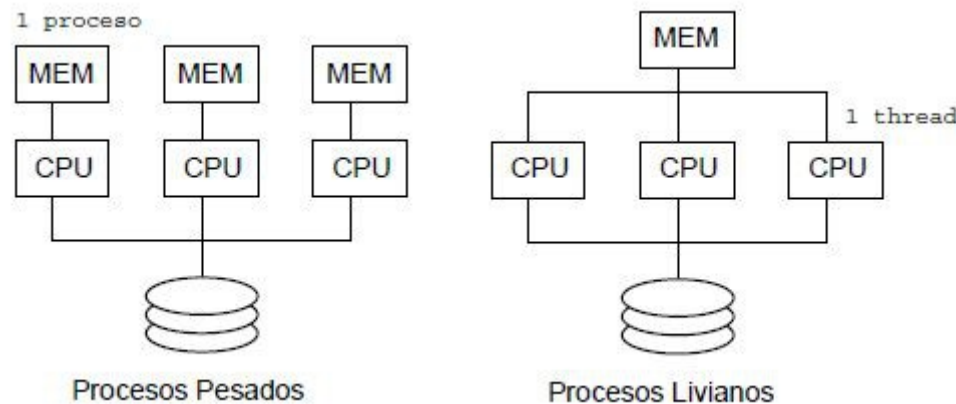 1 proceso
MEM MEM MEM
CPU CPU CPU
Procesos Pesados
MEM
1 thread
CPU CPU CPU
Procesos Livianos